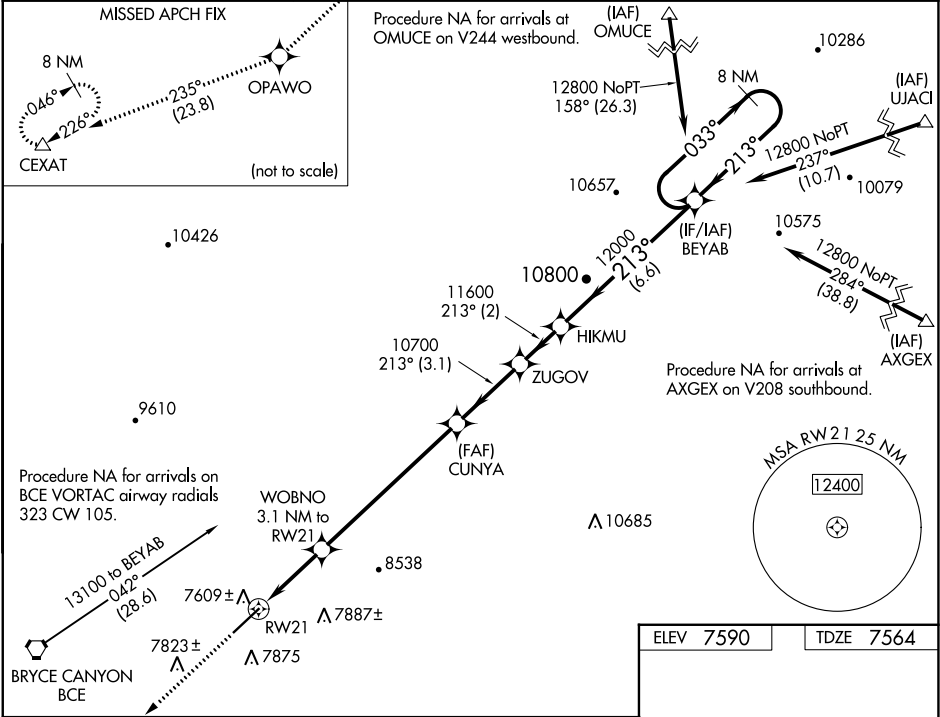 MISSED APCH FIX
8 NM
046°
226°
235°
(23.8)
OPAWO
CEXAT
(not to scale)
Procedure NA for arrivals at
OMUCE on V244 westbound.
(IAF)
OMUCE
12800 NoPT
158° (26.3)
8 NM
033°
213°
10286
(IAF)
UJACI
12800 NoPT
237°
(10.7)
10079
10657
(IF/IAF)
BEYAB
10575
12800 NoPT
284°
(38.8)
(IAF)
AXGEX
10426
10800
12000
213°
(6.6)
11600
213° (2)
HIKMU
10700
213° (3.1)
ZUGOV
Procedure NA for arrivals at
AXGEX on V208 southbound.
9610
(FAF)
CUNYA
MSA RW21 25 NM
12400
Procedure NA for arrivals on
BCE VORTAC airway radials
323 CW 105.
WOBNO
3.1 NM to
RW21
10685
8538
13100 to BEYAB
042°
(28.6)
7609±
RW21
7887±
7823±
7875
BRYCE CANYON
BCE
ELEV 7590
TDZE 7564